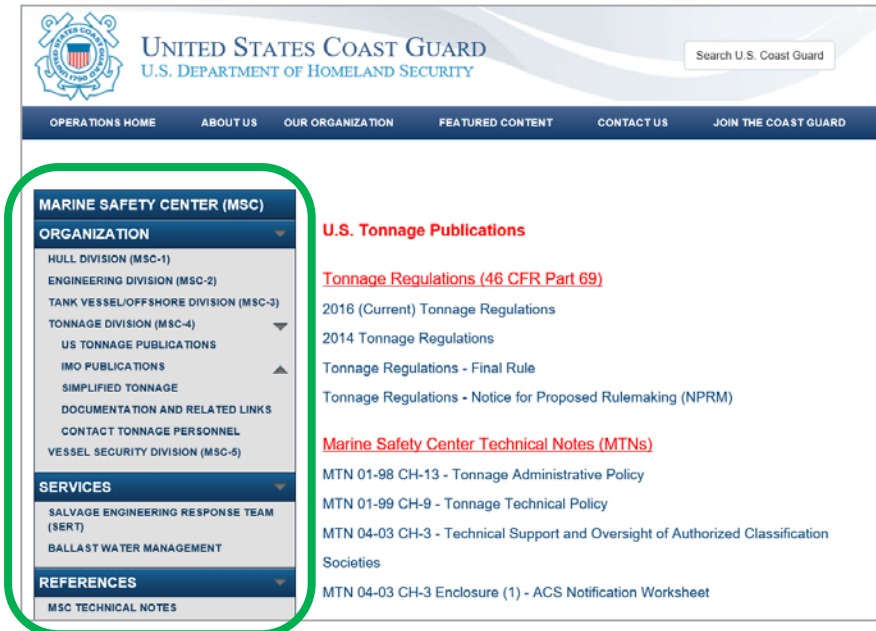 UNITED STATES COAST GUARD
U.S. DEPARTMENT OF HOMELAND SECURITY
Search U.S. Coast Guard
OPERATIONS HOME ABOUT US OUR ORGANIZATION FEATURED CONTENT CONTACT US JOIN THE COAST GUARD
MARINE SAFETY CENTER (MSC)
ORGANIZATION
HULL DIVISION (MSC-1)
ENGINEERING DIVISION (MSC-2)
TANK VESSEL/OFFSHORE DIVISION (MSC-3)
TONNAGE DIVISION (MSC-4)
US TONNAGE PUBLICATIONS
IMO PUBLICATIONS
SIMPLIFIED TONNAGE
DOCUMENTATION AND RELATED LINKS
CONTACT TONNAGE PERSONNEL
VESSEL SECURITY DIVISION (MSC-5)
SERVICES
SALVAGE ENGINEERING RESPONSE TEAM
(SERT)
BALLAST WATER MANAGEMENT
REFERENCES
MSC TECHNICAL NOTES
U.S. Tonnage Publications
Tonnage Regulations (46 CFR Part 69)
2016 (Current) Tonnage Regulations
2014 Tonnage Regulations
Tonnage Regulations - Final Rule
Tonnage Regulations - Notice for Proposed Rulemaking (NPRM)
Marine Safety Center Technical Notes (MTNs)
MTN 01-98 CH-13 - Tonnage Administrative Policy
MTN 01-99 CH-9 - Tonnage Technical Policy
MTN 04-03 CH-3 - Technical Support and Oversight of Authorized Classification
Societies
MTN 04-03 CH-3 Enclosure (1) - ACS Notification Worksheet